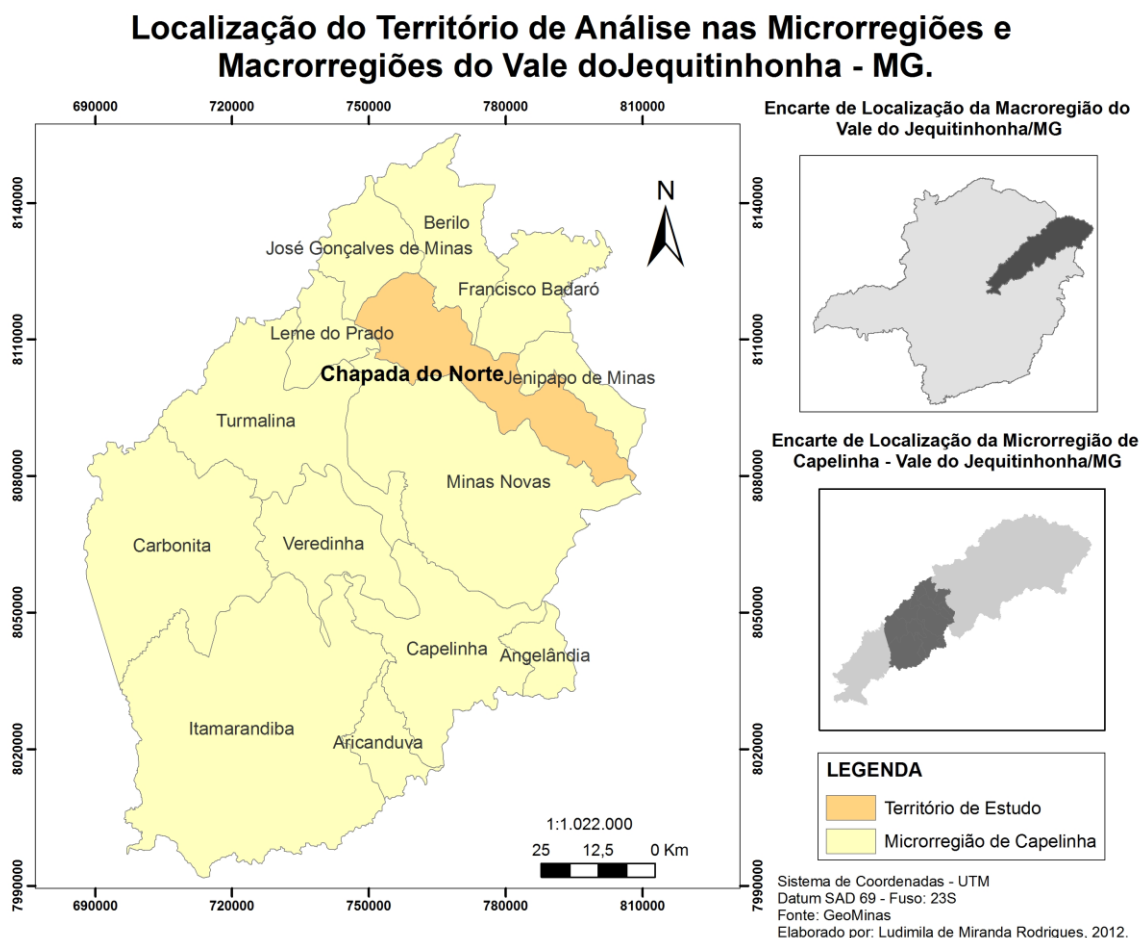 Localização do Território de Análise nas Microrregiões e
Macrorregiões do Vale doJequitinhonha - MG.
690000 720000 750000 780000 810000
8140000 8140000
8110000 8110000
8080000 8080000
8050000 8050000
8020000 8020000
7990000 7990000
N
Berilo
José Gonçalves de Minas
Francisco Badaró
Leme do Prado
Chapada do Norte
Jenipapo de Minas
Turmalina
Minas Novas
Carbonita
Veredinha
Capelinha
Angelândia
Itamarandiba
Aricanduva
1:1.022.000
25 12,5 0 Km
690000 720000 750000 780000 810000
Encarte de Localização da Macroregião do
Vale do Jequitinhonha/MG
Encarte de Localização da Microrregião de
Capelinha - Vale do Jequitinhonha/MG
LEGENDA
Território de Estudo
Microrregião de Capelinha
Sistema de Coordenadas - UTM
Datum SAD 69 - Fuso: 23S
Fonte: GeoMinas
Elaborado por: Ludimila de Miranda Rodrigues, 2012.